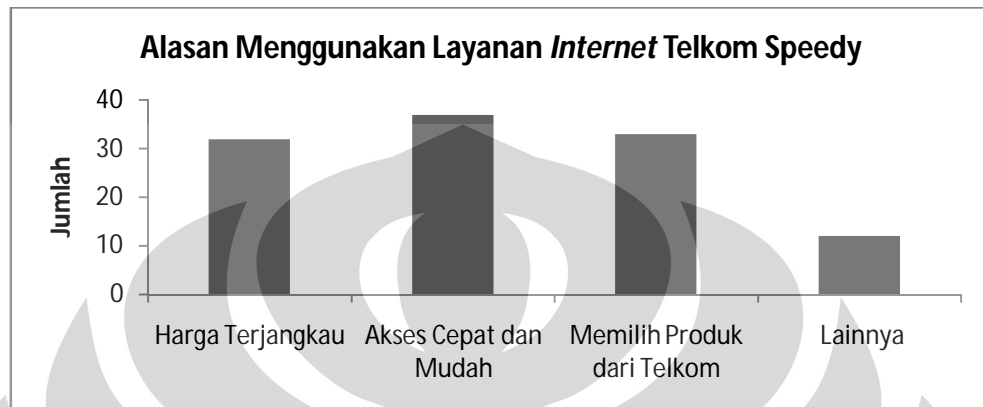 Alasan Menggunakan Layanan Internet Telkom Speedy
Jumlah
40
30
20
10
0
Harga Terjangkau
Akses Cepat dan
Mudah
Memilih Produk
dari Telkom
Lainnya